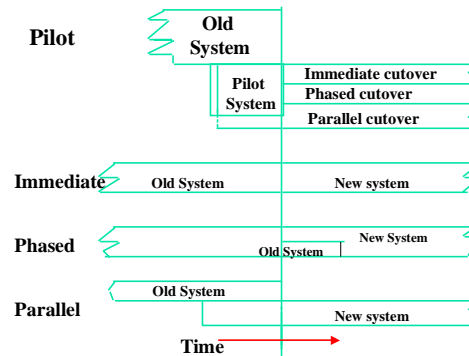 Pilot
Old
System
Pilot
System
Immediate cutover
Phased cutover
Parallel cutover
Immediate
Old System
New system
Phased
Old System
New System
Parallel
Old System
New system
Time